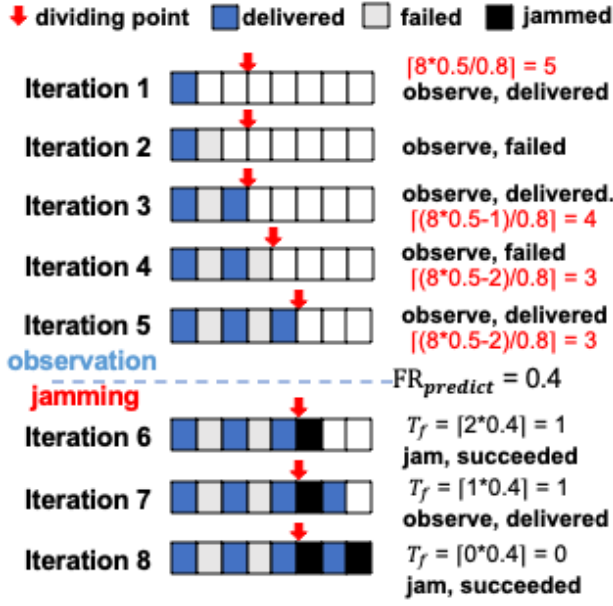 dividing point delivered failed jammed
⌈8*0.5/0.8⌉ = 5
Iteration 1 observe, delivered
Iteration 2 observe, failed
Iteration 3 observe, delivered.
⌈(8*0.5-1)/0.8⌉ = 4
Iteration 4 observe, failed
⌈(8*0.5-2)/0.8⌉ = 3
Iteration 5 observe, delivered
⌈(8*0.5-2)/0.8⌉ = 3
observation
FR_predict = 0.4
jamming
Iteration 6 T_f = ⌈2*0.4⌉ = 1
jam, succeeded
Iteration 7 T_f = ⌈1*0.4⌉ = 1
observe, delivered
Iteration 8 T_f = ⌈0*0.4⌉ = 0
jam, succeeded